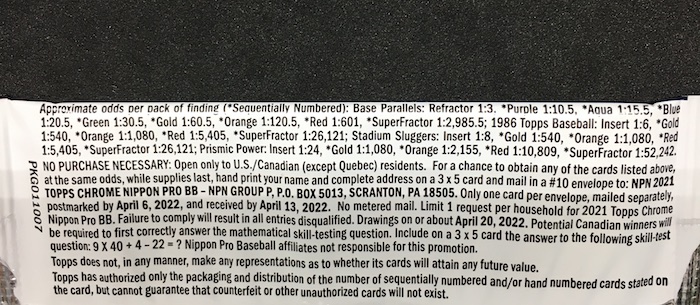 Approximate odds per pack of finding (*Sequentially Numbered): Base Parallels: Refractor 1:3. *Purple 1:10.5, *Aqua 1:15.5, *Blue
1:20.5, *Green 1:30.5, *Gold 1:60.5, *Orange 1:120.5, *Red 1:601, *SuperFractor 1:2,985.5; 1986 Topps Baseball: Insert 1:6, *Gold
1:540, *Orange 1:1,080, *Red 1:5,405, *SuperFractor 1:26,121; Stadium Sluggers: Insert 1:8, *Gold 1:540, *Orange 1:1,080, *Red
1:5,405, *SuperFractor 1:26,121; Prismic Power: Insert 1:24, *Gold 1:1,080, *Orange 1:2,155, *Red 1:10,809, *SuperFractor 1:52,242.
NO PURCHASE NECESSARY: Open only to U.S./Canadian (except Quebec) residents. For a chance to obtain any of the cards listed above,
at the same odds, while supplies last, hand print your name and complete address on a 3 x 5 card and mail in a #10 envelope to: NPN 2021
TOPPS CHROME NIPPON PRO BB – NPN GROUP P, P.O. BOX 5013, SCRANTON, PA 18505. Only one card per envelope, mailed separately,
postmarked by April 6, 2022, and received by April 13, 2022. No metered mail. Limit 1 request per household for 2021 Topps Chrome
Nippon Pro BB. Failure to comply will result in all entries disqualified. Drawings on or about April 20, 2022. Potential Canadian winners will
be required to first correctly answer the mathematical skill-testing question. Include on a 3 x 5 card the answer to the following skill-test
question: 9 X 40 + 4 – 22 = ? Nippon Pro Baseball affiliates not responsible for this promotion.
Topps does not, in any manner, make any representations as to whether its cards will attain any future value.
Topps has authorized only the packaging and distribution of the number of sequentially numbered and/or hand numbered cards stated on
the card, but cannot guarantee that counterfeit or other unauthorized cards will not exist.
PKG011007